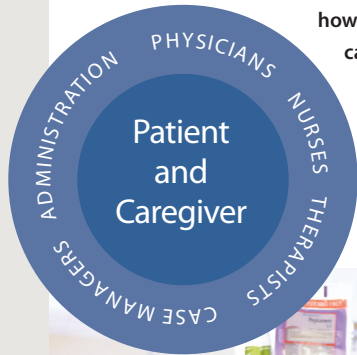 how
ca
PHYSICIANS
NURSES
THERAPISTS
CASE MANAGERS
ADMINISTRATION
Patient
and
Caregiver